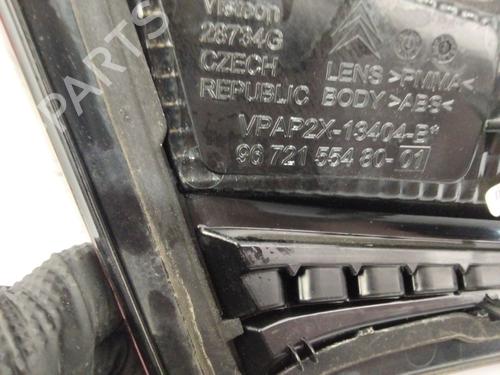 Visteon
28734G
CZECH
REPUBLIC
LENS >PMMA<
BODY >ABS<
VPAP2X-13404-B*
96 721 554 80-01
PARTS